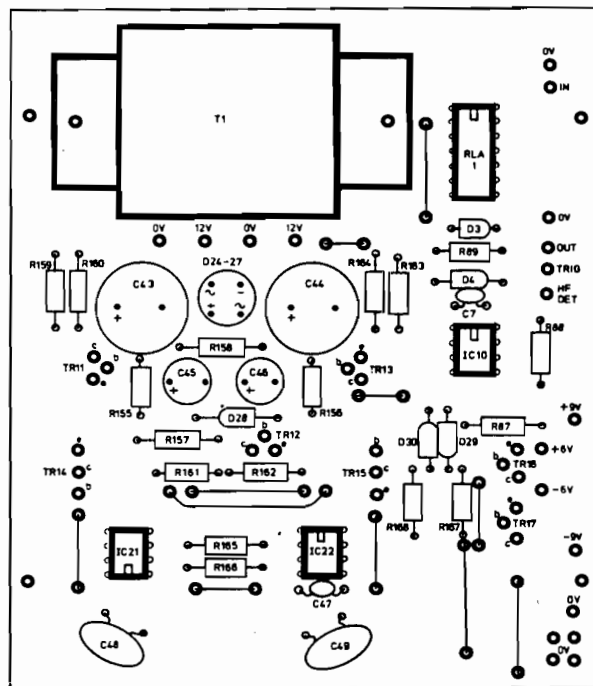 0V
IN
T1
RLA
1
0V 12V 0V 12V
D3
0V
R89
OUT
TRIG
D4
HF
DET
C7
R159 R160 C43 D24-27 C44 R164 R163
~ -
+ ~
+ +
IC10
R88
R158
c b e
TR11
e b c
TR13
C45 C46
+ +
R155 R156
D28
+9V
R87
D30 D29
R157
b
TR12
c e
+6V
e
TR14
c
b
R161 R162
b
TR15
c
e
e
b TR16
c
-6V
R168 R167
e
b TR17
c
IC21 R165 IC22
R166
-9V
C47
C48 C49
0V
0V